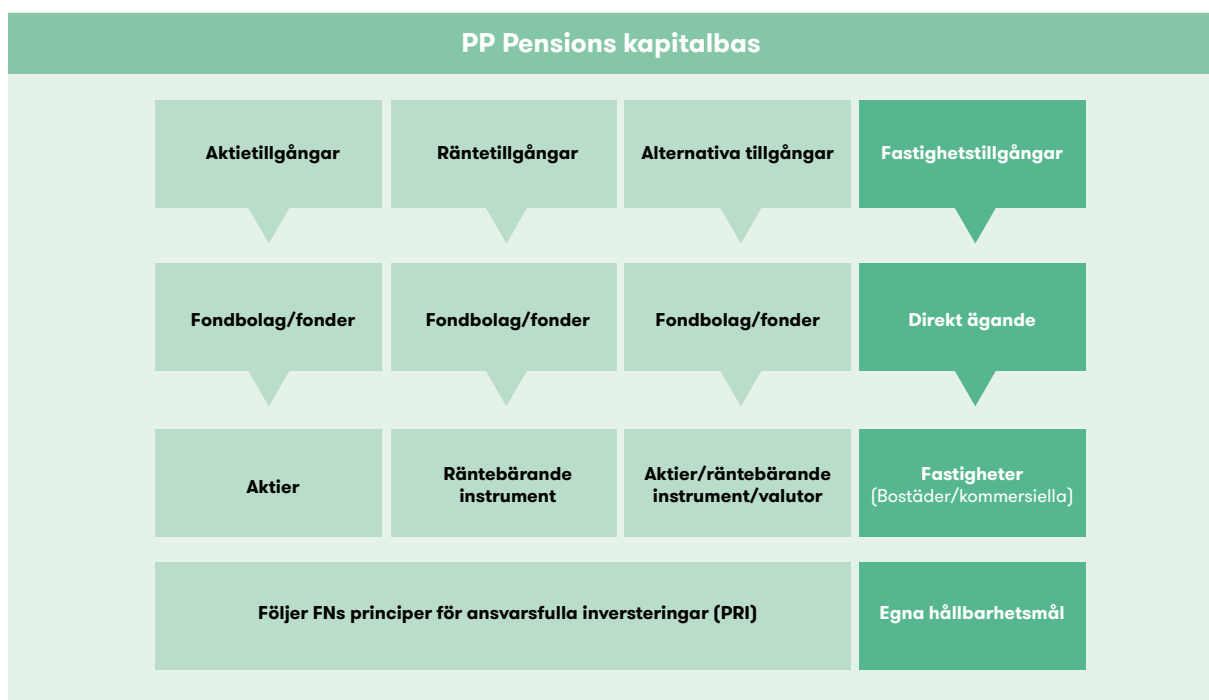 PP Pensions kapitalbas
Aktietillgångar
Räntetillgångar
Alternativa tillgångar
Fastighetstillgångar
Fondbolag/fonder
Fondbolag/fonder
Fondbolag/fonder
Direkt ägande
Aktier
Räntebärande
instrument
Aktier/räntebärande
instrument/valutor
Fastigheter
(Bostäder/kommersiella)
Följer FNs principer för ansvarsfulla inversteringar (PRI)
Egna hållbarhetsmål